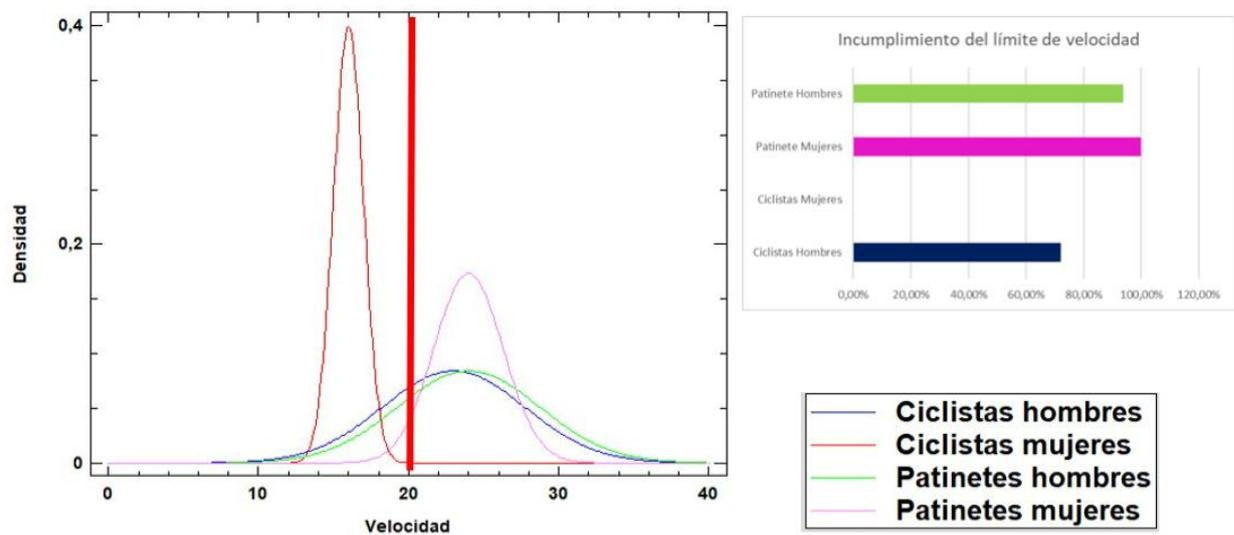 0,4
0,2
0
Densidad
0
10
20
30
40
Velocidad
Incumplimiento del límite de velocidad
Patinete Hombres
Patinete Mujeres
Ciclistas Mujeres
Ciclistas Hombres
0,00%
20,00%
40,00%
60,00%
80,00%
100,00%
120,00%
Ciclistas hombres
Ciclistas mujeres
Patinetes hombres
Patinetes mujeres